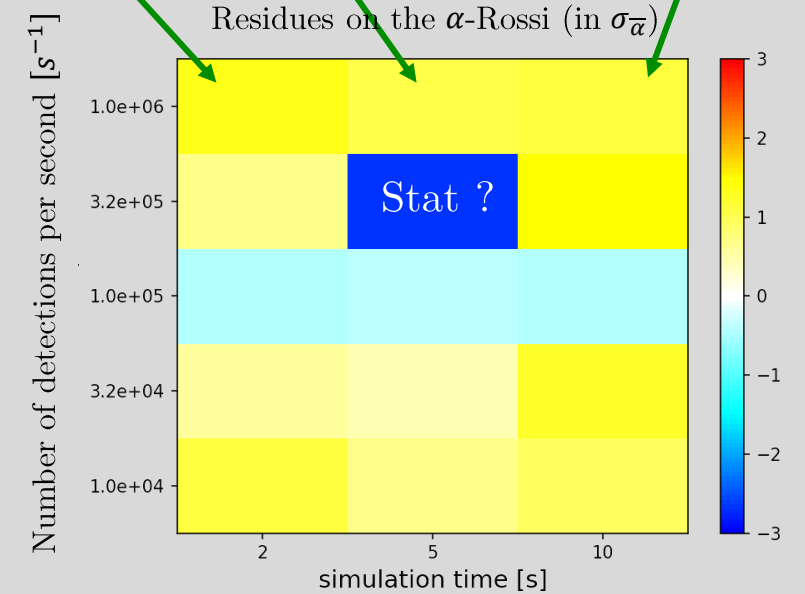 Residues on the α-Rossi (in σ_α̅)
Number of detections per second [s⁻¹]
1.0e+06
3.2e+05
1.0e+05
3.2e+04
1.0e+04
Stat ?
2 5 10
simulation time [s]
3
2
1
0
−1
−2
−3